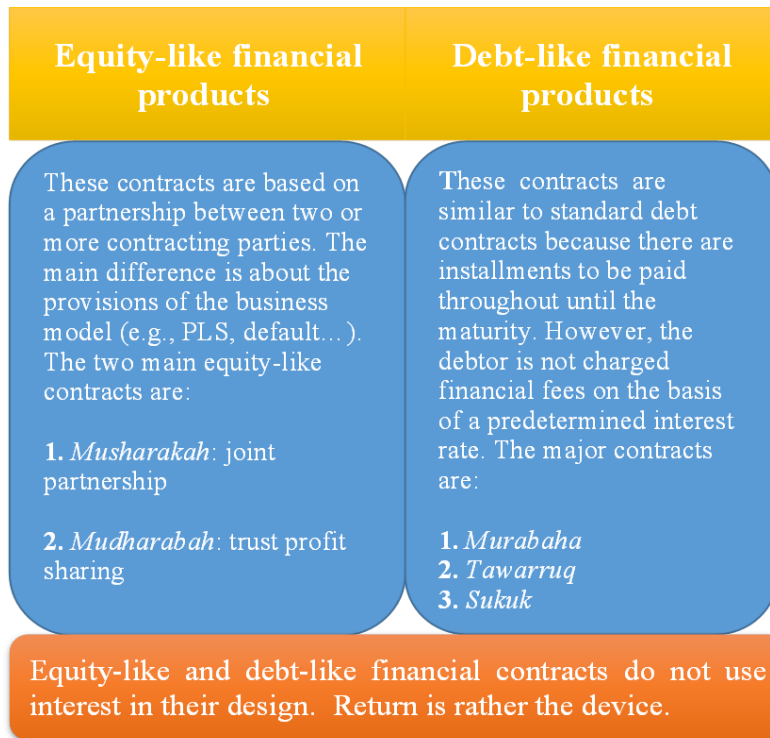 Equity-like financial
products
Debt-like financial
products
These contracts are based on
a partnership between two or
more contracting parties. The
main difference is about the
provisions of the business
model (e.g., PLS, default... ).
The two main equity-like
contracts are:
1. Musharakah: joint
partnership
2. Mudharabah: trust profit
sharing
These contracts are
similar to standard debt
contracts because there are
installments to be paid
throughout until the
maturity. However, the
debtor is not charged
financial fees on the basis
of a predetermined interest
rate. The major contracts
are:
1. Murabaha
2. Tawarruq
3. Sukuk
Equity-like and debt-like financial contracts do not use
interest in their design. Return is rather the device.